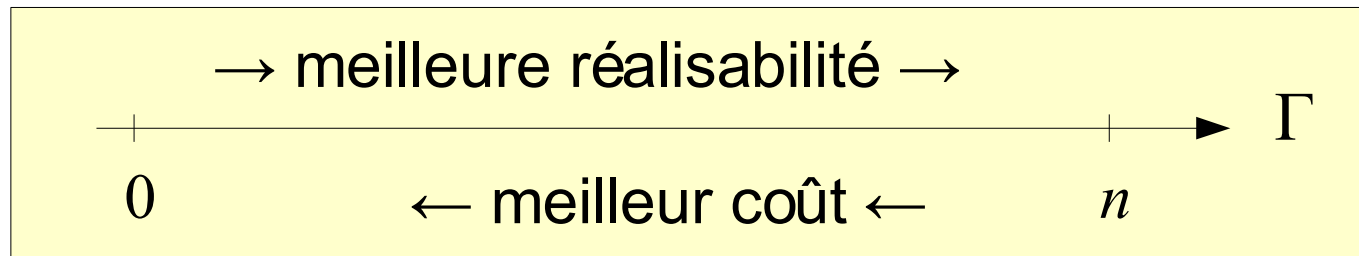 → meilleure réalisabilité →
Γ
0 ← meilleur coût ← n